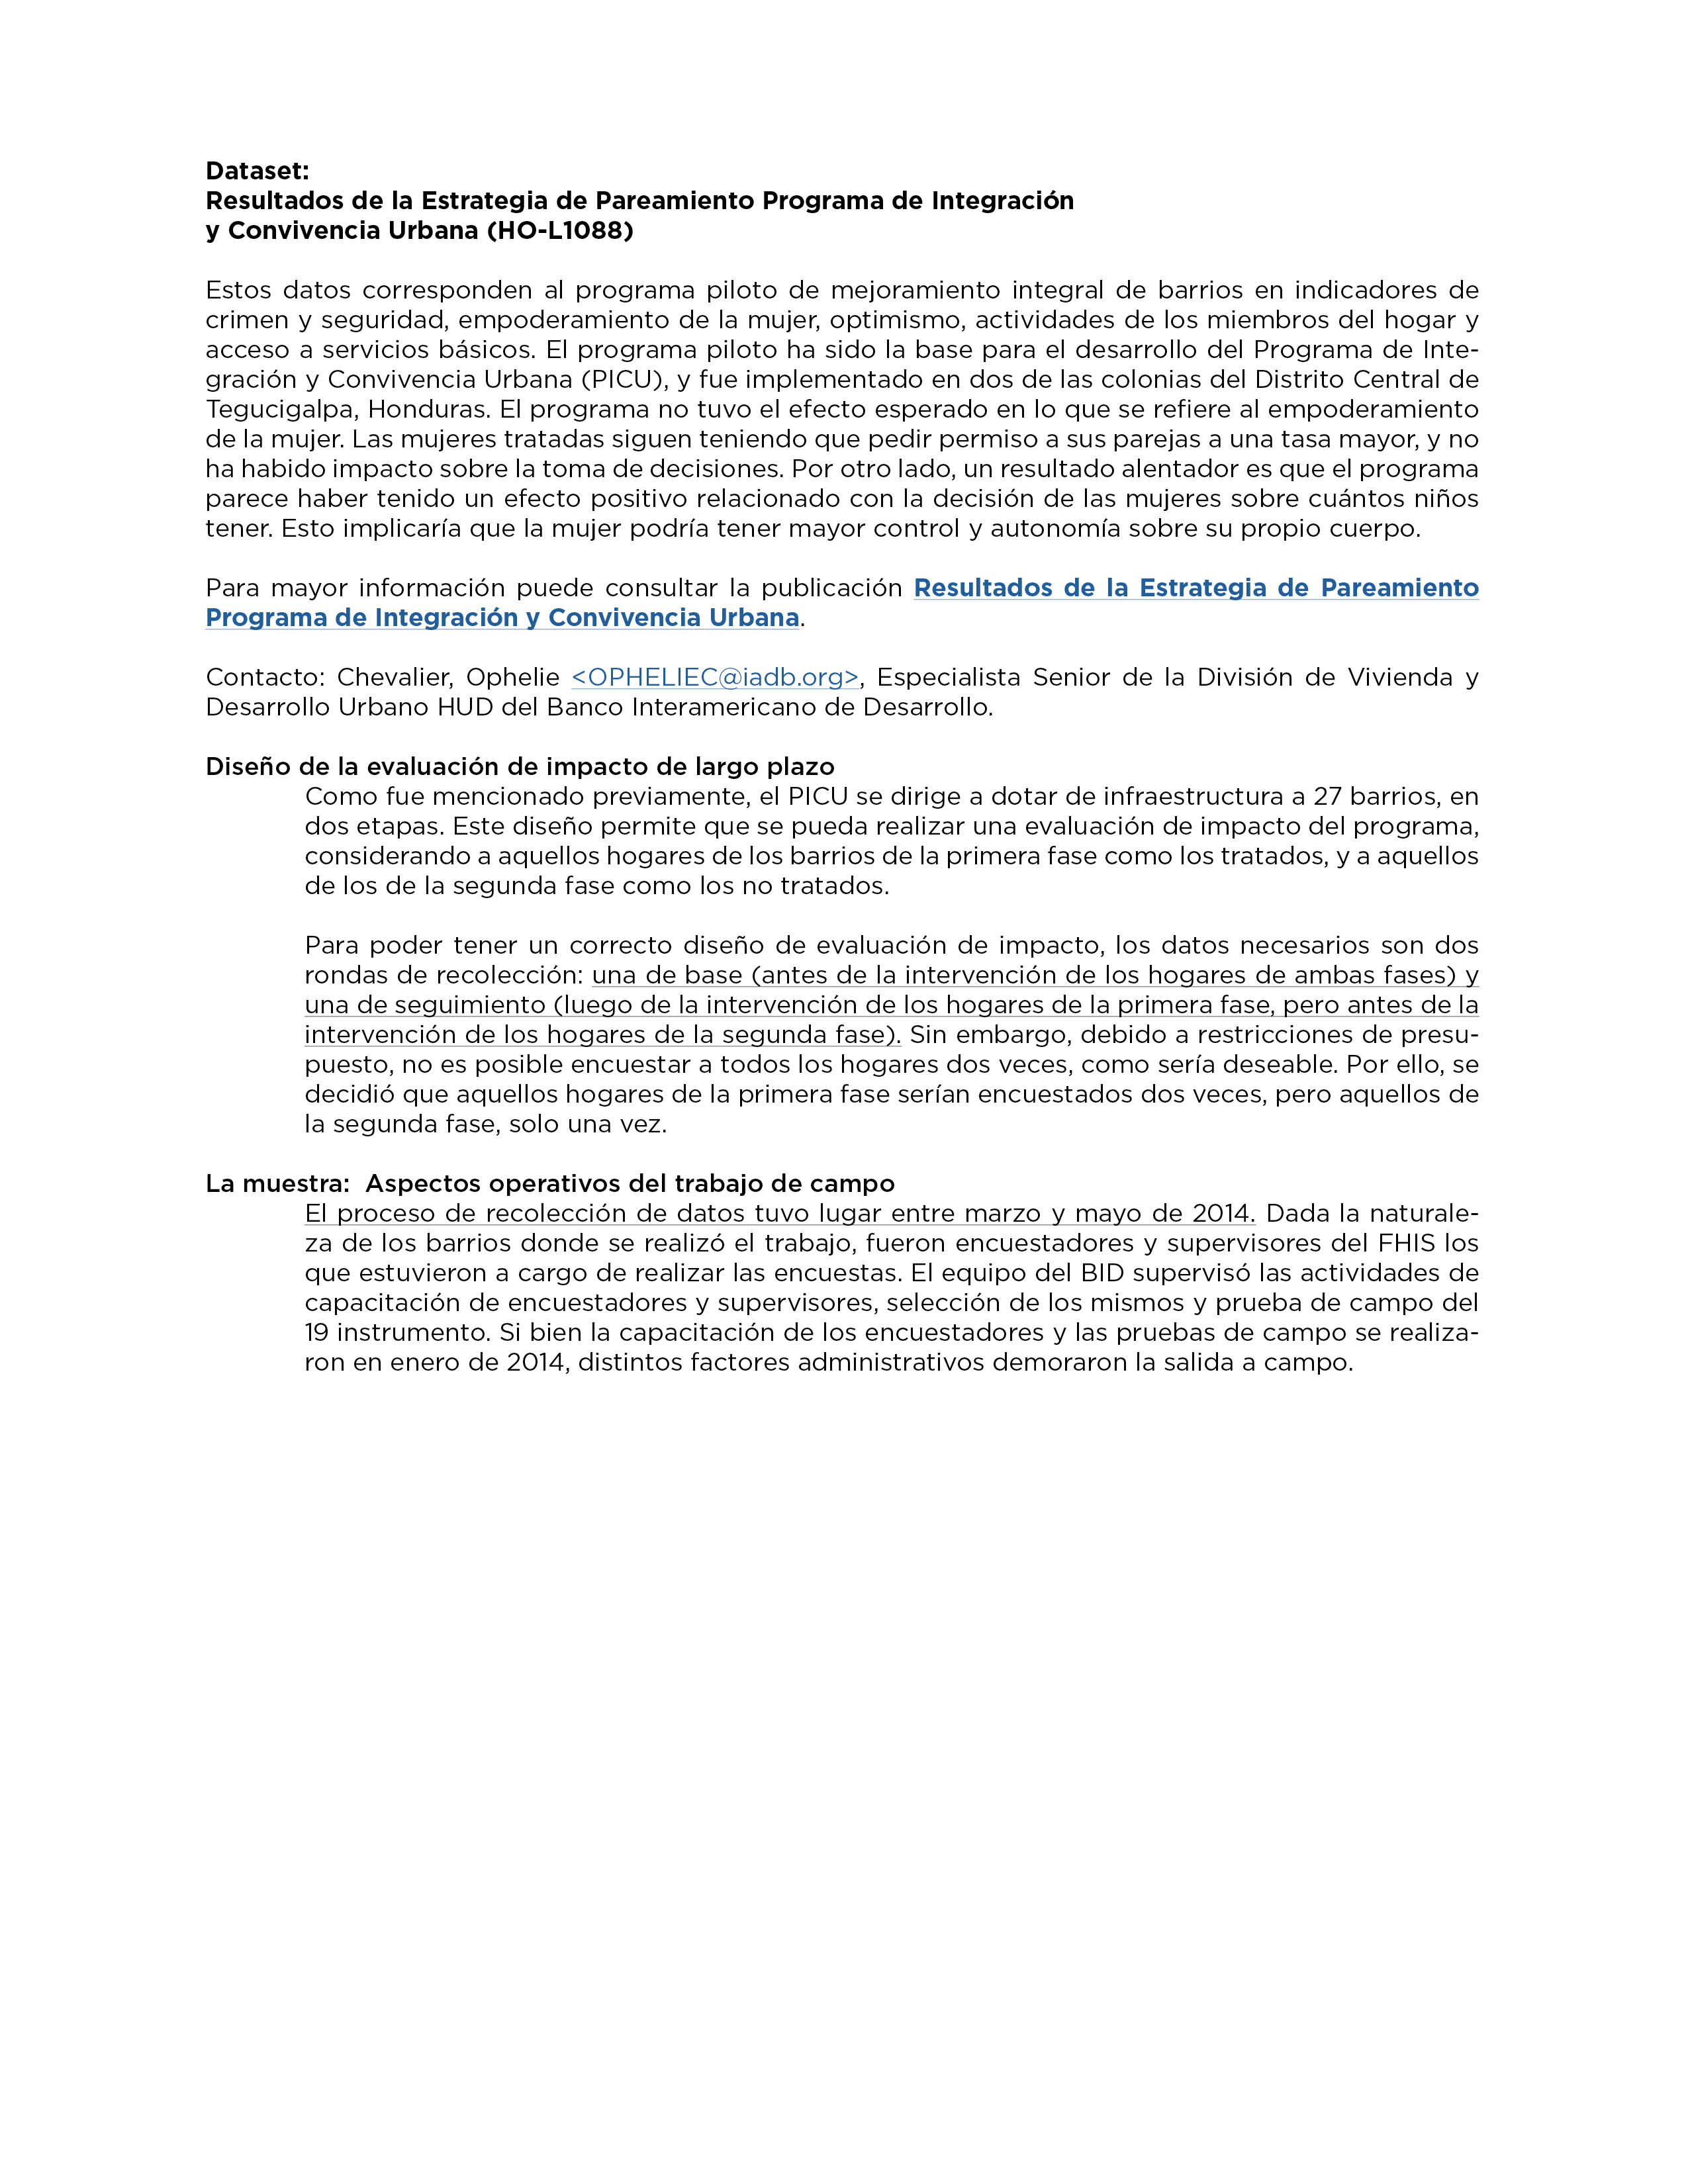 Dataset:
Resultados de la Estrategia de Pareamiento Programa de Integración
y Convivencia Urbana (HO-L1088)
Estos datos corresponden al programa piloto de mejoramiento integral de barrios en indicadores de
crimen y seguridad, empoderamiento de la mujer, optimismo, actividades de los miembros del hogar y
acceso a servicios básicos. El programa piloto ha sido la base para el desarrollo del Programa de Inte-
gración y Convivencia Urbana (PICU), y fue implementado en dos de las colonias del Distrito Central de
Tegucigalpa, Honduras. El programa no tuvo el efecto esperado en lo que se refiere al empoderamiento
de la mujer. Las mujeres tratadas siguen teniendo que pedir permiso a sus parejas a una tasa mayor, y no
ha habido impacto sobre la toma de decisiones. Por otro lado, un resultado alentador es que el programa
parece haber tenido un efecto positivo relacionado con la decisión de las mujeres sobre cuántos niños
tener. Esto implicaría que la mujer podría tener mayor control y autonomía sobre su propio cuerpo.
Para mayor información puede consultar la publicación Resultados de la Estrategia de Pareamiento
Programa de Integración y Convivencia Urbana.
Contacto: Chevalier, Ophelie <OPHELIEC@iadb.org>, Especialista Senior de la División de Vivienda y
Desarrollo Urbano HUD del Banco Interamericano de Desarrollo.
Diseño de la evaluación de impacto de largo plazo
Como fue mencionado previamente, el PICU se dirige a dotar de infraestructura a 27 barrios, en
dos etapas. Este diseño permite que se pueda realizar una evaluación de impacto del programa,
considerando a aquellos hogares de los barrios de la primera fase como los tratados, y a aquellos
de los de la segunda fase como los no tratados.
Para poder tener un correcto diseño de evaluación de impacto, los datos necesarios son dos
rondas de recolección: una de base (antes de la intervención de los hogares de ambas fases) y
una de seguimiento (luego de la intervención de los hogares de la primera fase, pero antes de la
intervención de los hogares de la segunda fase). Sin embargo, debido a restricciones de presu-
puesto, no es posible encuestar a todos los hogares dos veces, como sería deseable. Por ello, se
decidió que aquellos hogares de la primera fase serían encuestados dos veces, pero aquellos de
la segunda fase, solo una vez.
La muestra:  Aspectos operativos del trabajo de campo
El proceso de recolección de datos tuvo lugar entre marzo y mayo de 2014. Dada la naturale-
za de los barrios donde se realizó el trabajo, fueron encuestadores y supervisores del FHIS los
que estuvieron a cargo de realizar las encuestas. El equipo del BID supervisó las actividades de
capacitación de encuestadores y supervisores, selección de los mismos y prueba de campo del
19 instrumento. Si bien la capacitación de los encuestadores y las pruebas de campo se realiza-
ron en enero de 2014, distintos factores administrativos demoraron la salida a campo.